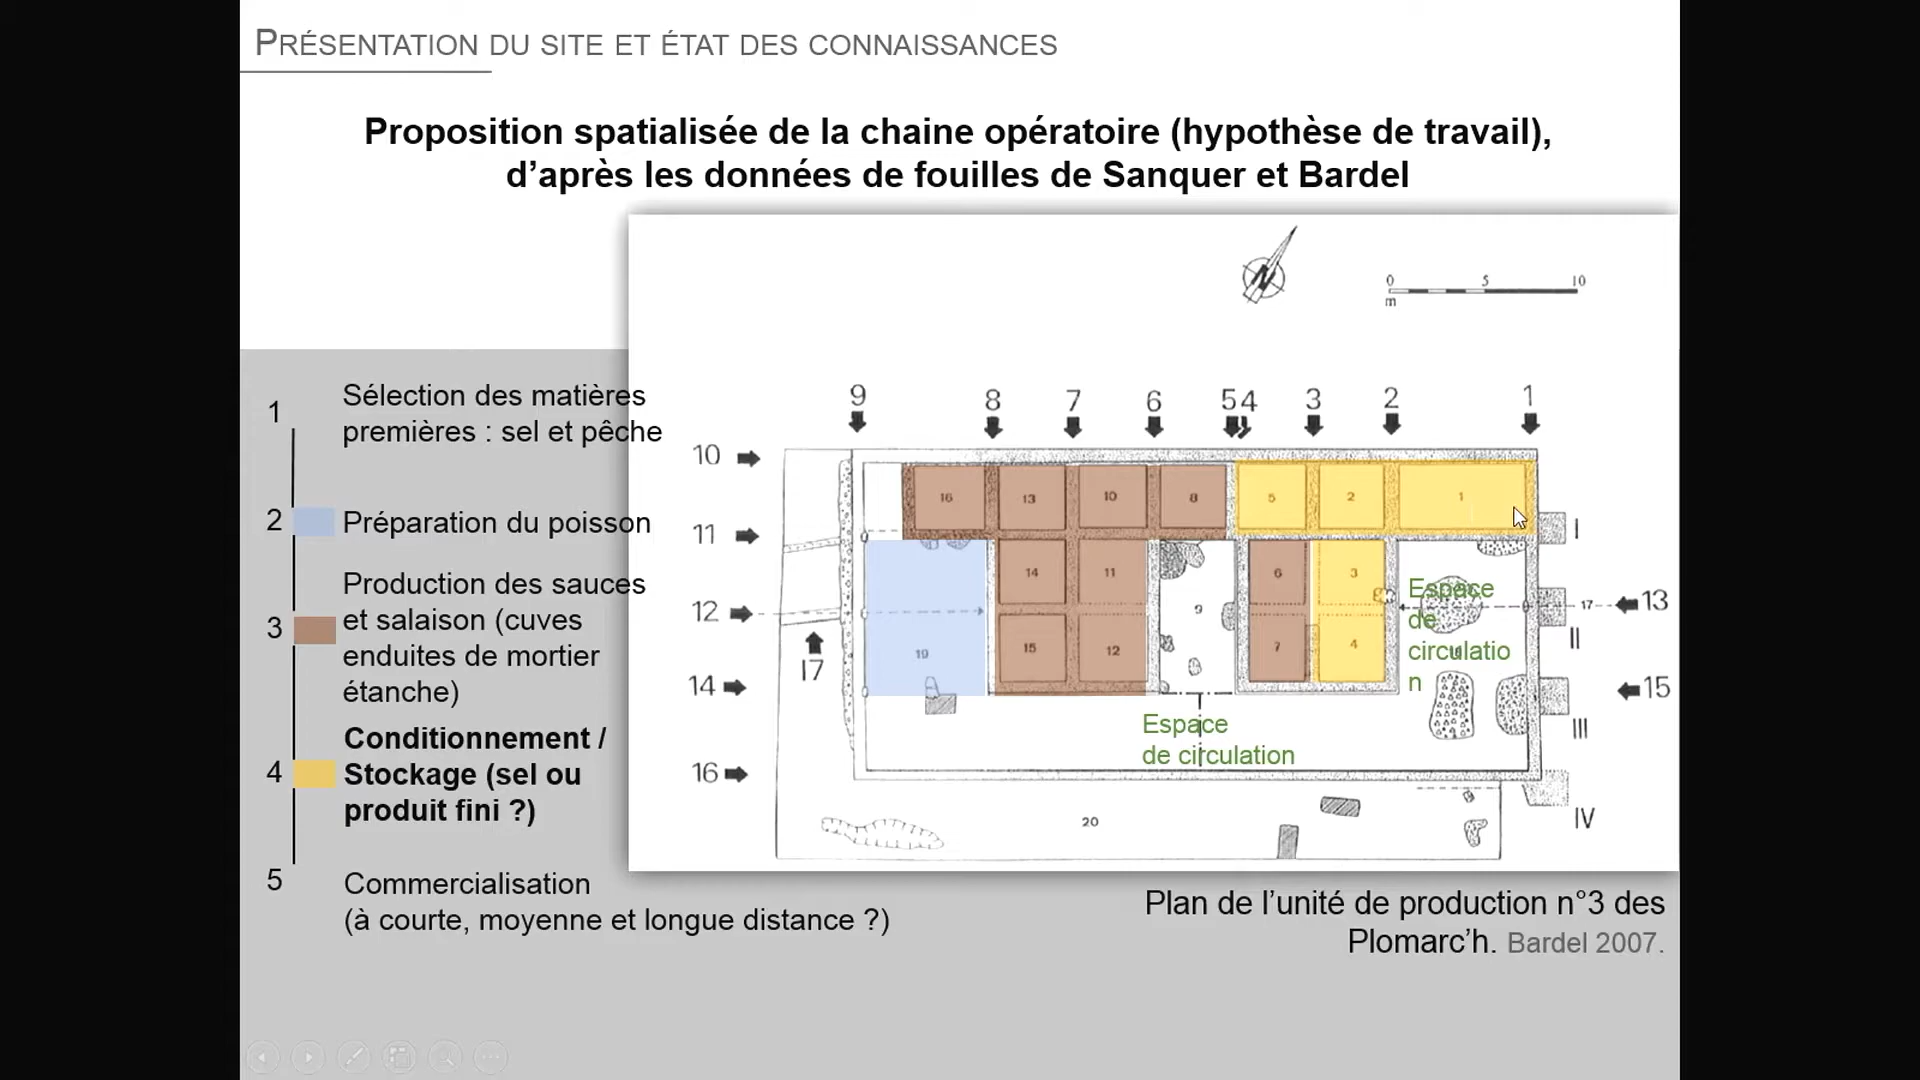 PRÉSENTATION DU SITE ET ÉTAT DES CONNAISSANCES
Proposition spatialisée de la chaine opératoire (hypothèse de travail),
d’après les données de fouilles de Sanquer et Bardel
1
Sélection des matières
premières : sel et pêche
2
Préparation du poisson
3
Production des sauces
et salaison (cuves
enduites de mortier
étanche)
4
Conditionnement /
Stockage (sel ou
produit fini ?)
5
Commercialisation
(à courte, moyenne et longue distance ?)
N
0 5 10
m
9 8 7 6 5 4 3 2 1
10
16 13 10 8 5 2 1
11
I
14 11 6 3
9
12
17 13
II
17
19 15 12 7 4
14
15
III
16
IV
20
Espace
de
circulatio
n
Espace
de circulation
Plan de l’unité de production n°3 des
Plomarc’h. Bardel 2007.